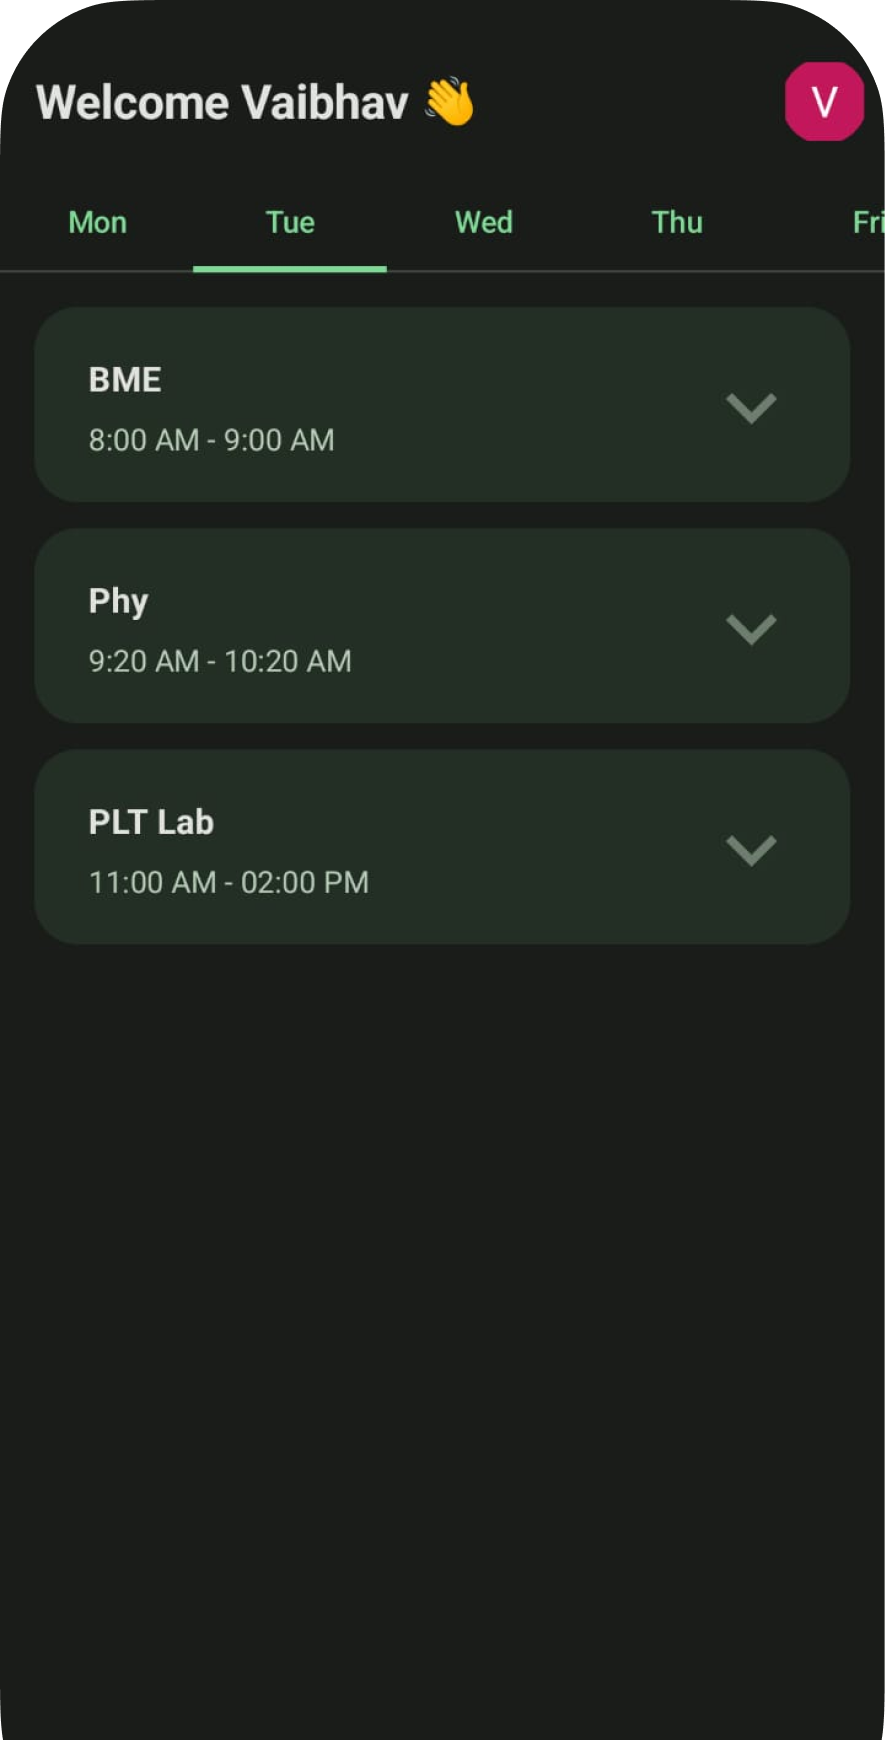 Welcome Vaibhav 👋
V
Mon Tue Wed Thu Fri
BME
8:00 AM - 9:00 AM
Phy
9:20 AM - 10:20 AM
PLT Lab
11:00 AM - 02:00 PM